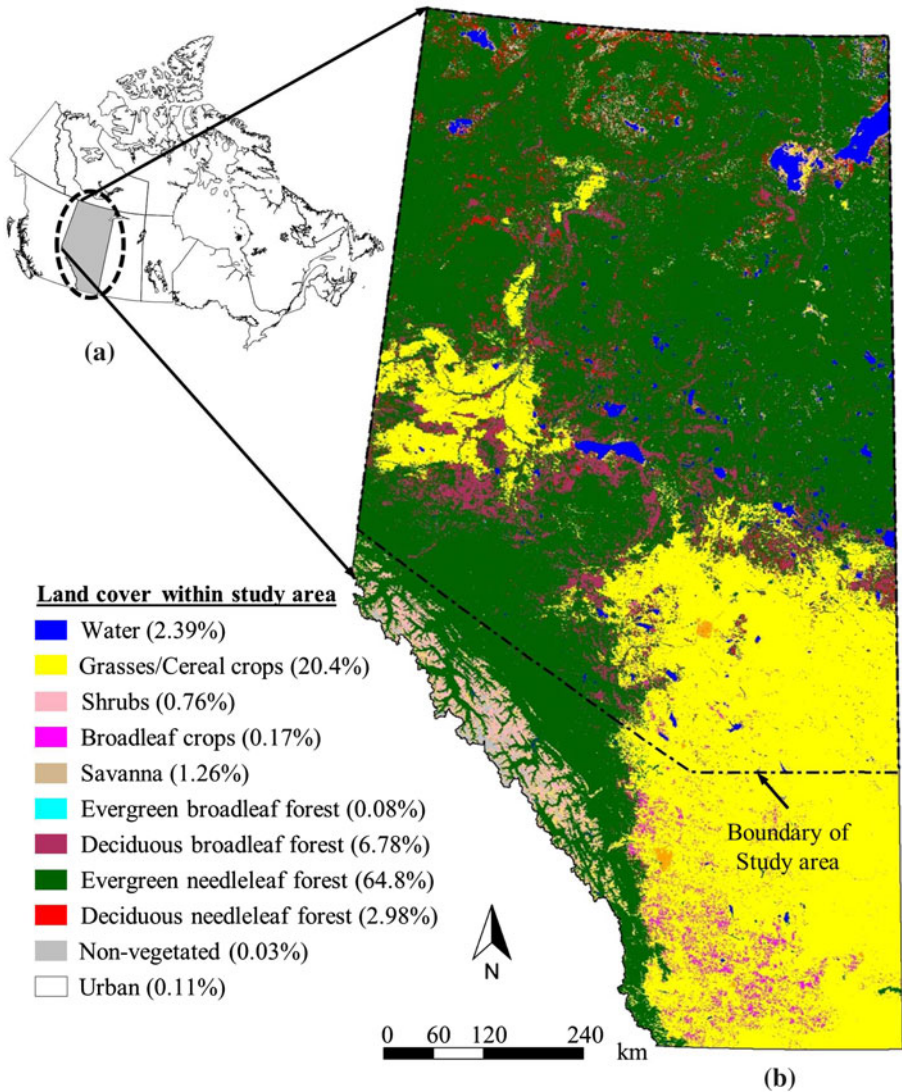 (a)
Land cover within study area
Water (2.39%)
Grasses/Cereal crops (20.4%)
Shrubs (0.76%)
Broadleaf crops (0.17%)
Savanna (1.26%)
Evergreen broadleaf forest (0.08%)
Deciduous broadleaf forest (6.78%)
Evergreen needleleaf forest (64.8%)
Deciduous needleleaf forest (2.98%)
Non-vegetated (0.03%)
Urban (0.11%)
Boundary of
Study area
N
0 60 120 240
km
(b)